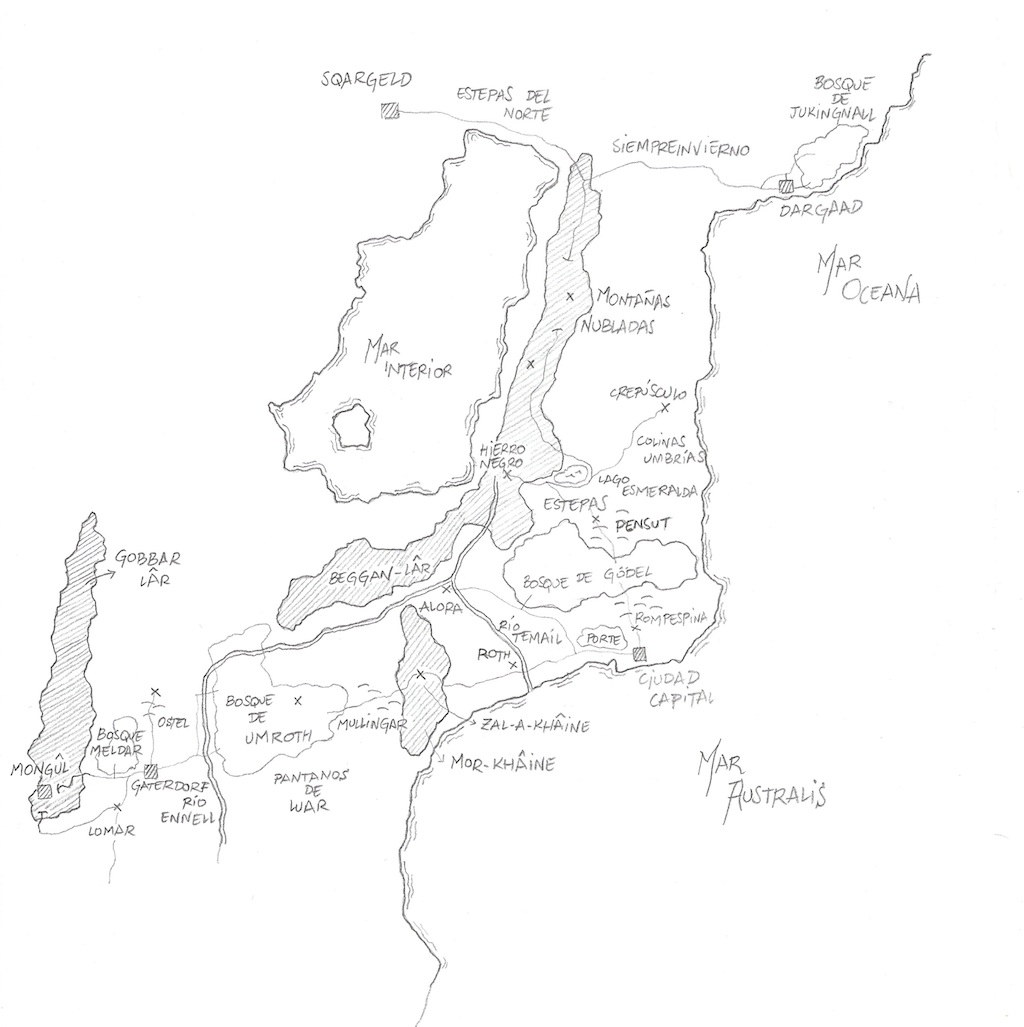 SQARGELD
ESTEPAS DEL
NORTE
BOSQUE
DE
JUKINGNALL
SIEMPREINVIERNO
DARGAAD
MAR
OCEANA
MONTAÑAS
NUBLADAS
MAR
INTERIOR
CREPÚSCULO
COLINAS
UMBRÍAS
HIERRO
NEGRO
LAGO
ESMERALDA
ESTEPAS
PENSUT
GOBBAR
LÂR
BEGGAN-LÂR
BOSQUE DE GÖDEL
ALORA
RÍO
TEMAIL
ROMPESPINA
PORTE
ROTH
CIUDAD
CAPITAL
BOSQUE
DE
UMROTH
OSTEL
MULLINGAR
ZAL-A-KHÂINE
BOSQUE
MELDAR
MOR-KHÂINE
MONGÛL
GATERDORF
PANTANOS
DE
WAR
RÍO
ENNELL
LOMAR
MAR
AUSTRALIS